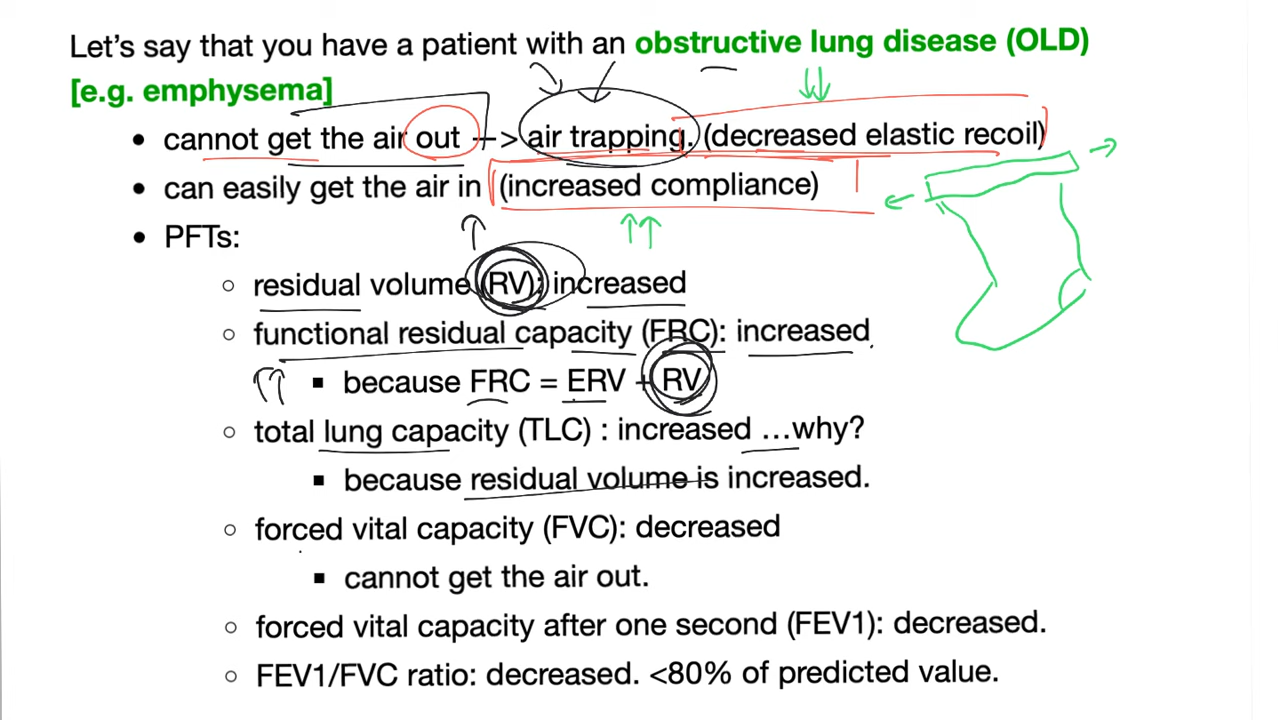 Let's say that you have a patient with an obstructive lung disease (OLD)
[e.g. emphysema]
• cannot get the air out —> air trapping. (decreased elastic recoil)
• can easily get the air in (increased compliance)
• PFTs:
○ residual volume (RV): increased
○ functional residual capacity (FRC): increased
▪ because FRC = ERV + RV
○ total lung capacity (TLC) : increased ...why?
▪ because residual volume is increased.
○ forced vital capacity (FVC): decreased
▪ cannot get the air out.
○ forced vital capacity after one second (FEV1): decreased.
○ FEV1/FVC ratio: decreased. <80% of predicted value.